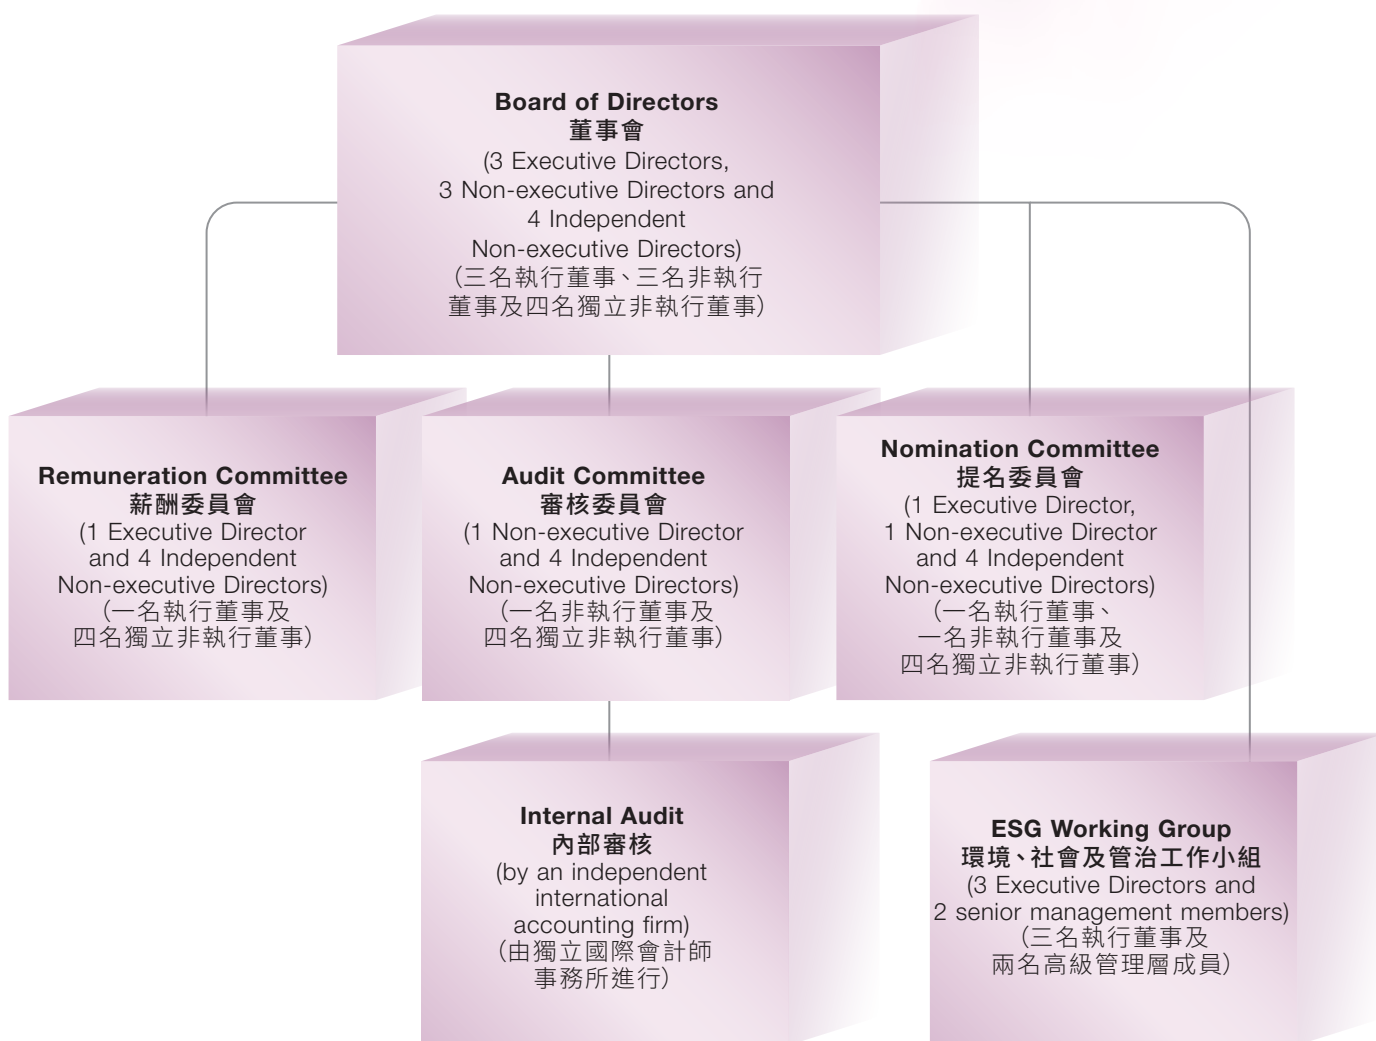 Board of Directors
董事會
(3 Executive Directors,
3 Non-executive Directors and
4 Independent
Non-executive Directors)
（三名執行董事、三名非執行
董事及四名獨立非執行董事）
Remuneration Committee
薪酬委員會
(1 Executive Director
and 4 Independent
Non-executive Directors)
（一名執行董事及
四名獨立非執行董事）
Audit Committee
審核委員會
(1 Non-executive Director
and 4 Independent
Non-executive Directors)
（一名非執行董事及
四名獨立非執行董事）
Nomination Committee
提名委員會
(1 Executive Director,
1 Non-executive Director
and 4 Independent
Non-executive Directors)
（一名執行董事、
一名非執行董事及
四名獨立非執行董事）
Internal Audit
內部審核
(by an independent
international
accounting firm)
（由獨立國際會計師
事務所進行）
ESG Working Group
環境、社會及管治工作小組
(3 Executive Directors and
2 senior management members)
（三名執行董事及
兩名高級管理層成員）